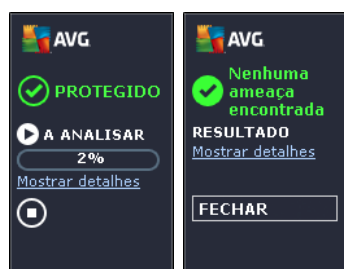 AVG
PROTEGIDO
A ANALISAR
2%
Mostrar detalhes
AVG
Nenhuma
ameaça
encontrada
RESULTADO
Mostrar detalhes
FECHAR